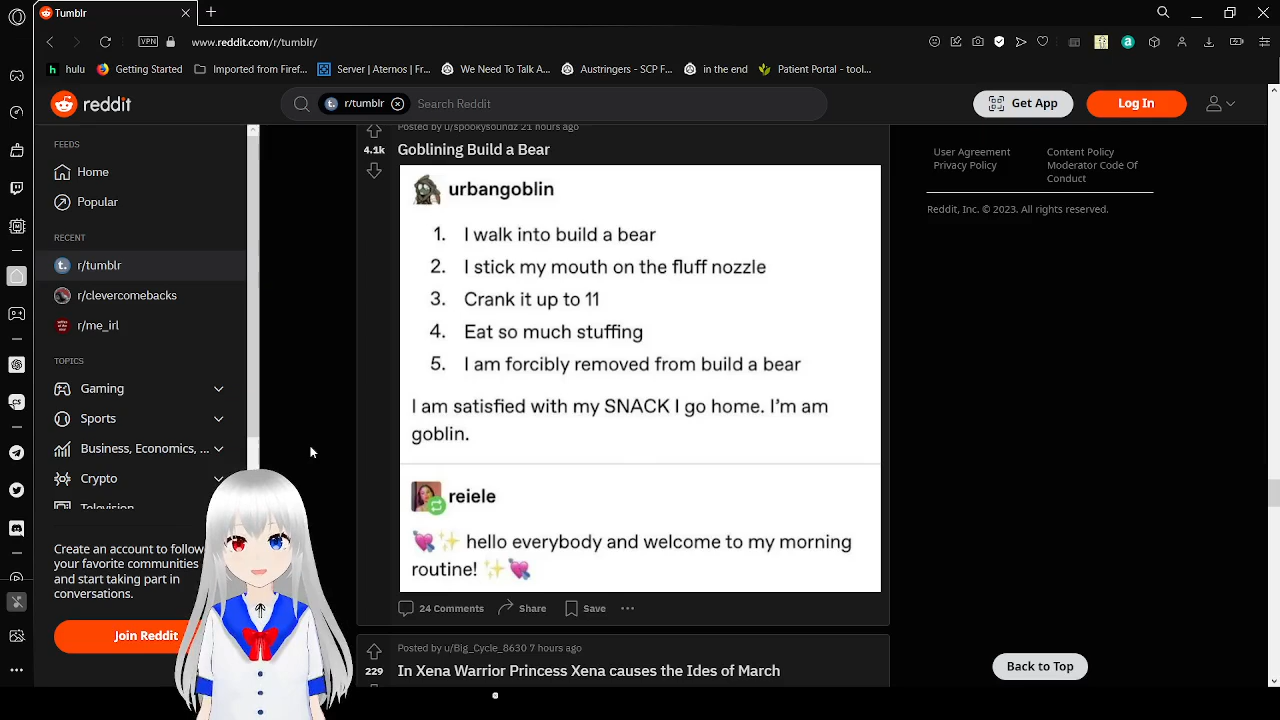 Tumblr
VPN
www.reddit.com/r/tumblr/
hulu
Getting Started
Imported from Firef...
Server | Aternos | Fr...
We Need To Talk A...
Austringers - SCP F...
in the end
Patient Portal - tool...
reddit
r/tumblr
Search Reddit
Get App
Log In
FEEDS
Home
Popular
RECENT
r/tumblr
r/clevercomebacks
r/me_irl
TOPICS
Gaming
Sports
Business, Economics, ...
Crypto
Television
Create an account to follow
your favorite communities
and start taking part in
conversations.
Join Reddit
Posted by u/spookysoundz 21 hours ago
4.1k
Goblining Build a Bear
urbangoblin
1. I walk into build a bear
2. I stick my mouth on the fluff nozzle
3. Crank it up to 11
4. Eat so much stuffing
5. I am forcibly removed from build a bear
I am satisfied with my SNACK I go home. I'm am
goblin.
reiele
💘✨ hello everybody and welcome to my morning
routine! ✨💘
24 Comments
Share
Save
Posted by u/Big_Cycle_8630 7 hours ago
229
In Xena Warrior Princess Xena causes the Ides of March
User Agreement
Privacy Policy
Content Policy
Moderator Code Of
Conduct
Reddit, Inc. © 2023. All rights reserved.
Back to Top